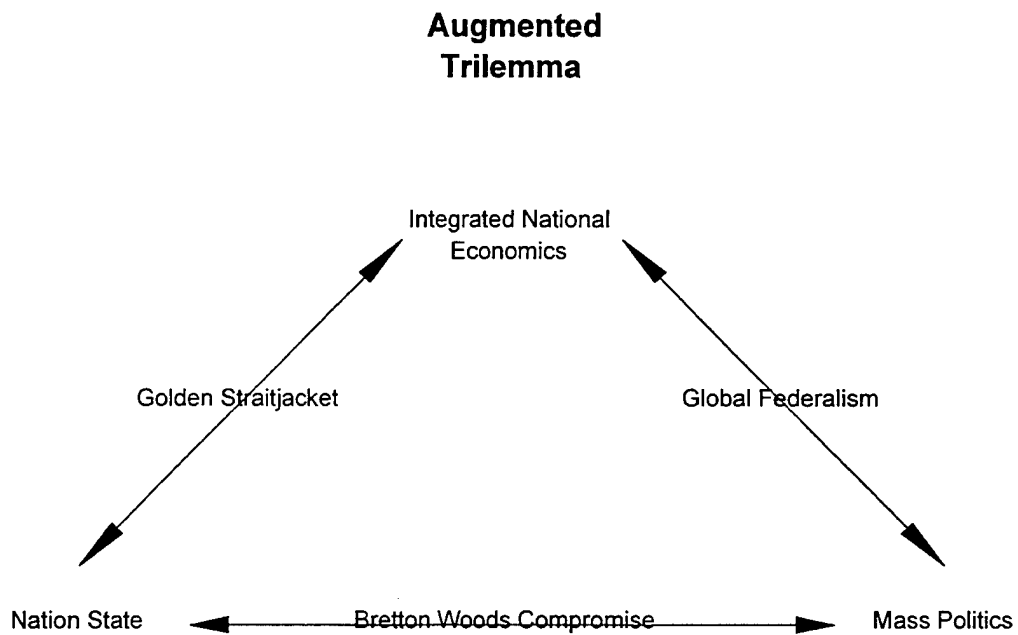 Augmented
Trilemma
Integrated National
Economics
Golden Straitjacket
Global Federalism
Nation State
Bretton Woods Compromise
Mass Politics